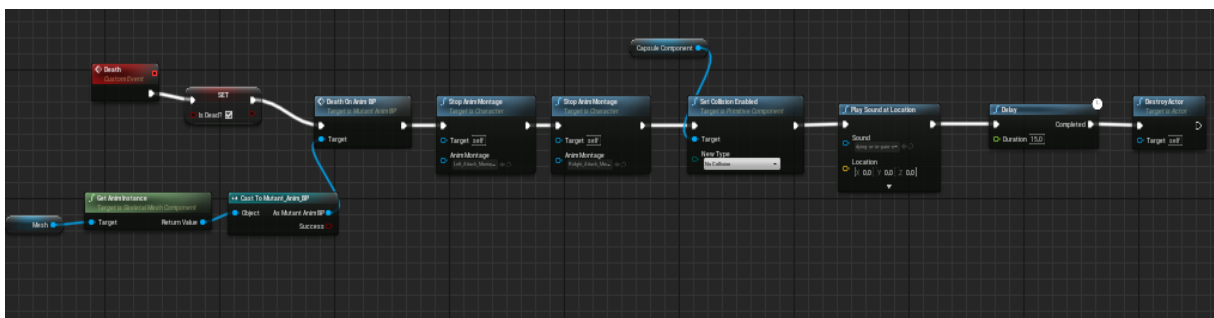 Capsule Component
Death
Custom Event
SET
Is Dead?
Death On Anim BP
Target is Mutant Anim BP
Target
Stop Anim Montage
Target is Character
Target self
Anim Montage
Stop Anim Montage
Target is Character
Target self
Anim Montage
Set Collision Enabled
Target is Primitive Component
Target
New Type
No Collision
Play Sound at Location
Sound
Location
X 0,0 Y 0,0 Z 0,0
Delay
Completed
Duration 15,0
DestroyActor
Target is Actor
Target self
Get Anim Instance
Target is Skeletal Mesh Component
Target Return Value
Mesh
Cast To Mutant_Anim_BP
Object As Mutant Anim BP
Success